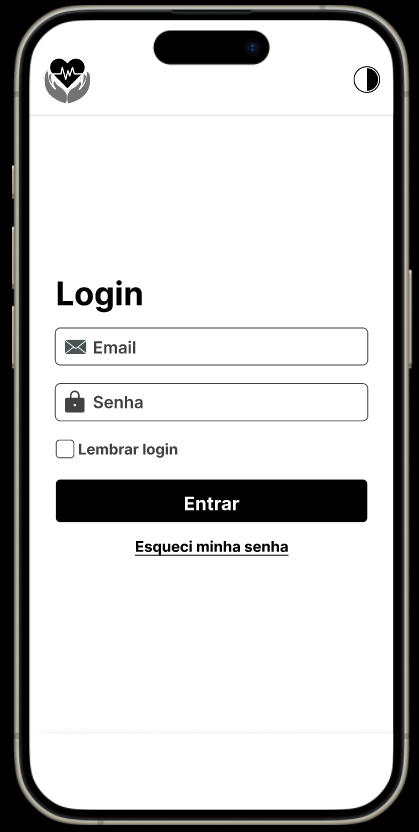 Login
Email
Senha
Lembrar login
Entrar
Esqueci minha senha